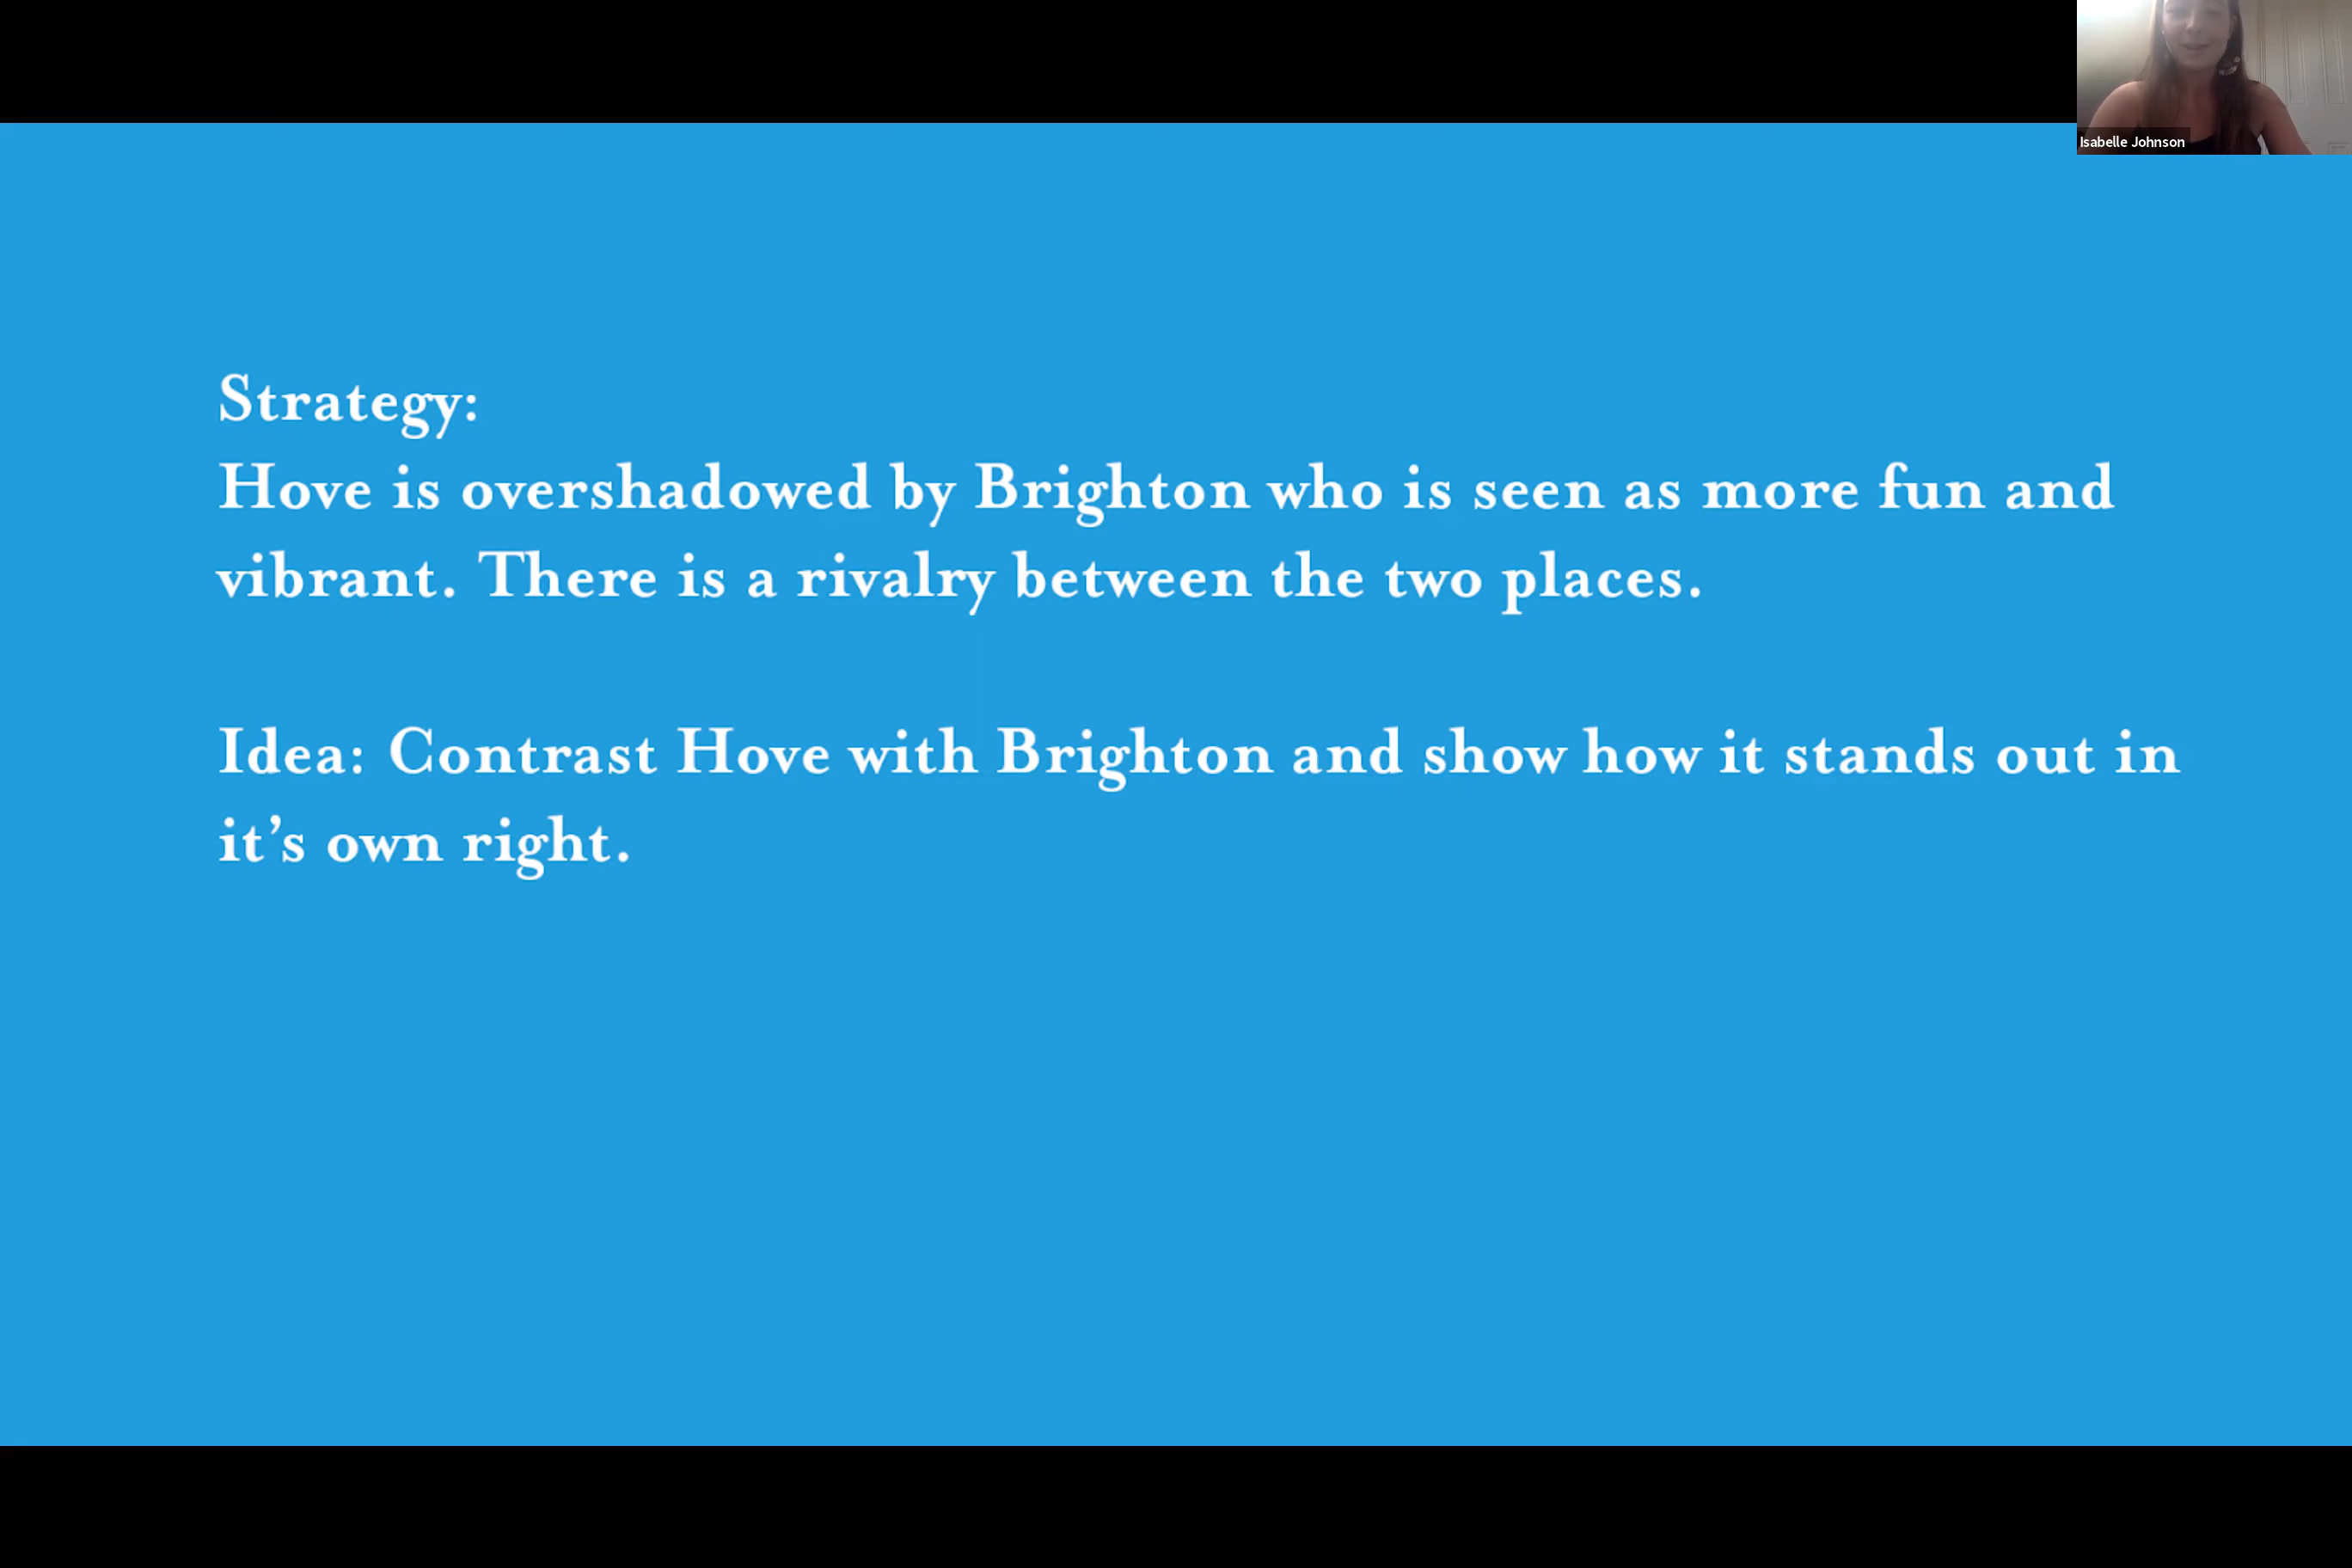 Isabelle Johnson
Strategy:
Hove is overshadowed by Brighton who is seen as more fun and
vibrant. There is a rivalry between the two places.
Idea: Contrast Hove with Brighton and show how it stands out in
it’s own right.